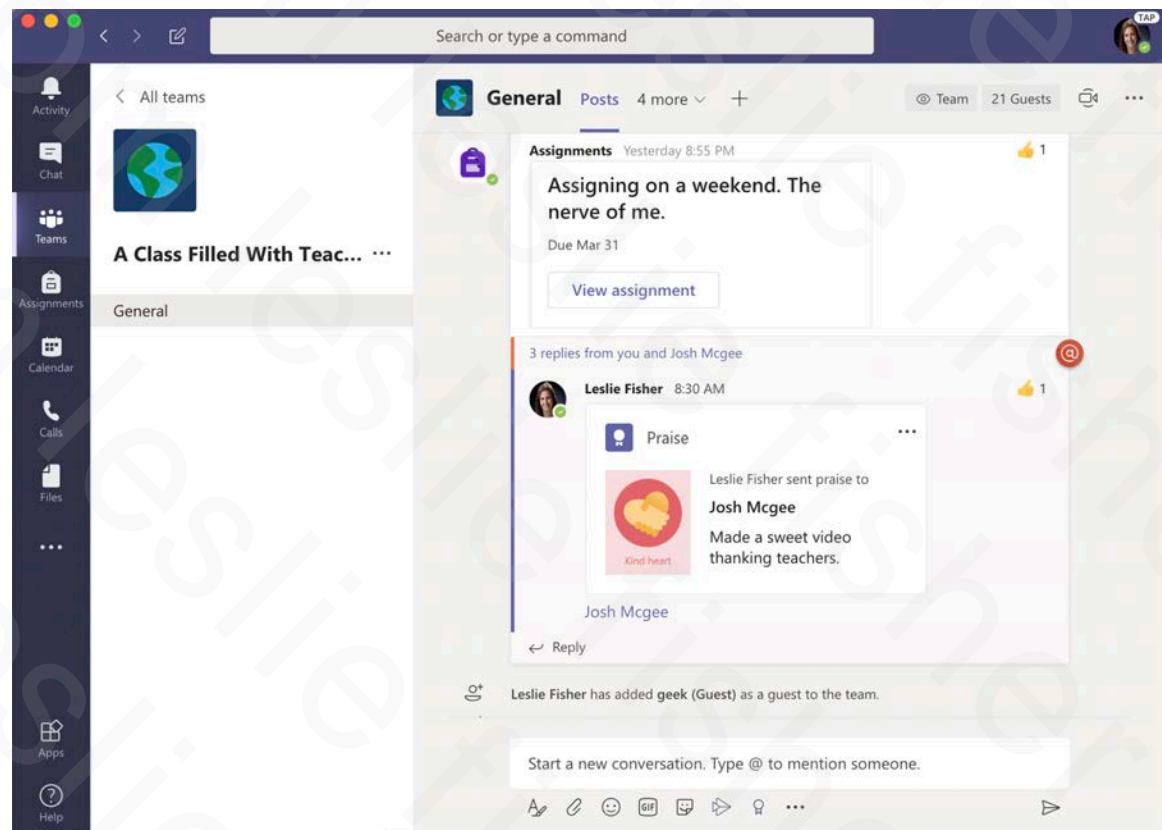 Search or type a command
TAP
Activity
Chat
Teams
Assignments
Calendar
Calls
Files
Apps
Help
All teams
A Class Filled With Teac... ...
General
General Posts 4 more
Team 21 Guests ...
Assignments Yesterday 8:55 PM 1
Assigning on a weekend. The
nerve of me.
Due Mar 31
View assignment
3 replies from you and Josh Mcgee @
Leslie Fisher 8:30 AM 1
Praise ...
Kind heart
Leslie Fisher sent praise to
Josh Mcgee
Made a sweet video
thanking teachers.
Josh Mcgee
Reply
Leslie Fisher has added geek (Guest) as a guest to the team.
Start a new conversation. Type @ to mention someone.
GIF ...